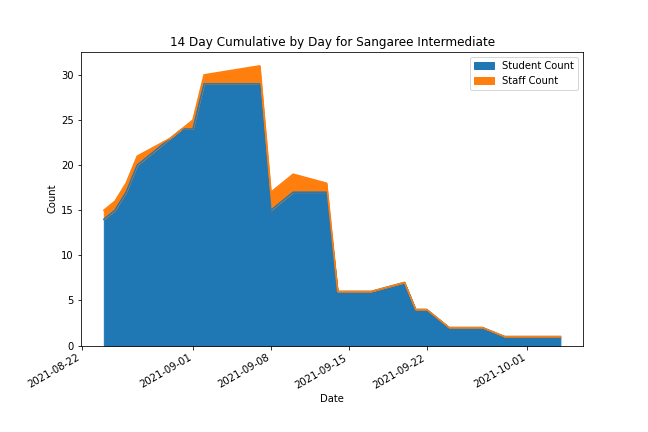 14 Day Cumulative by Day for Sangaree Intermediate
Student Count
Staff Count
30
25
20
15
10
5
0
Count
2021-08-22
2021-09-01
2021-09-08
2021-09-15
2021-09-22
2021-10-01
Date